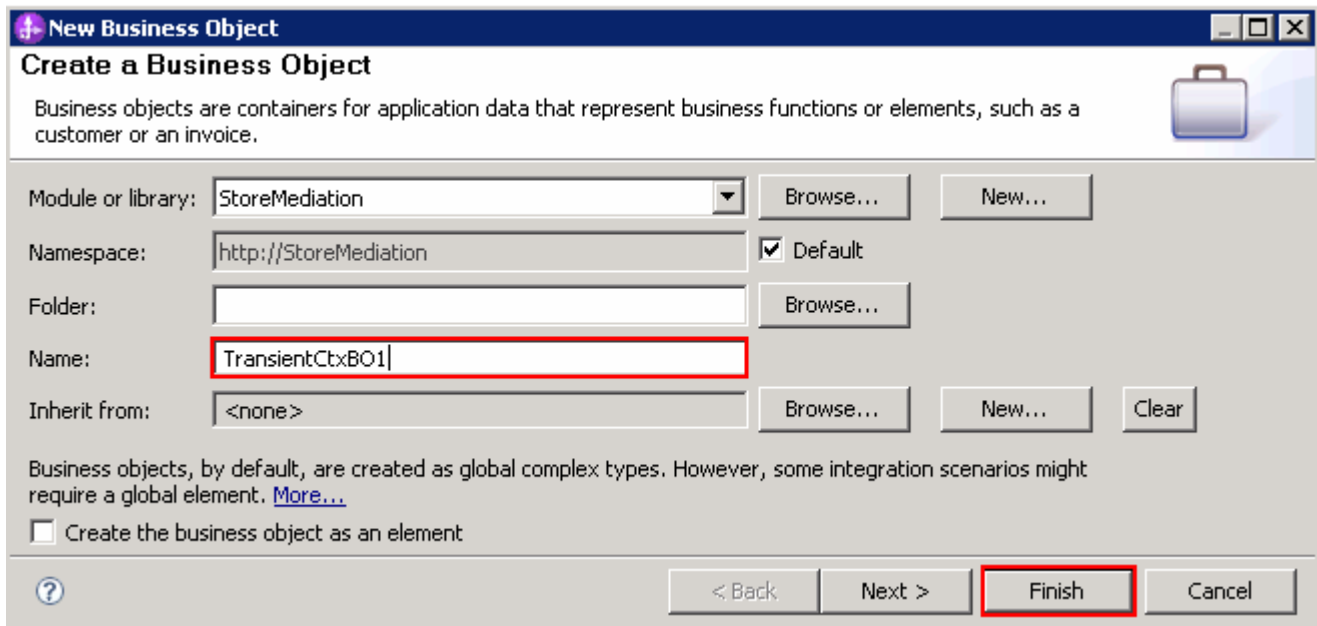 New Business Object
Create a Business Object
Business objects are containers for application data that represent business functions or elements, such as a
customer or an invoice.
Module or library: StoreMediation Browse... New...
Namespace: http://StoreMediation Default
Folder: Browse...
Name: TransientCtxBO1
Inherit from: <none> Browse... New... Clear
Business objects, by default, are created as global complex types. However, some integration scenarios might
require a global element. More...
Create the business object as an element
? < Back Next > Finish Cancel